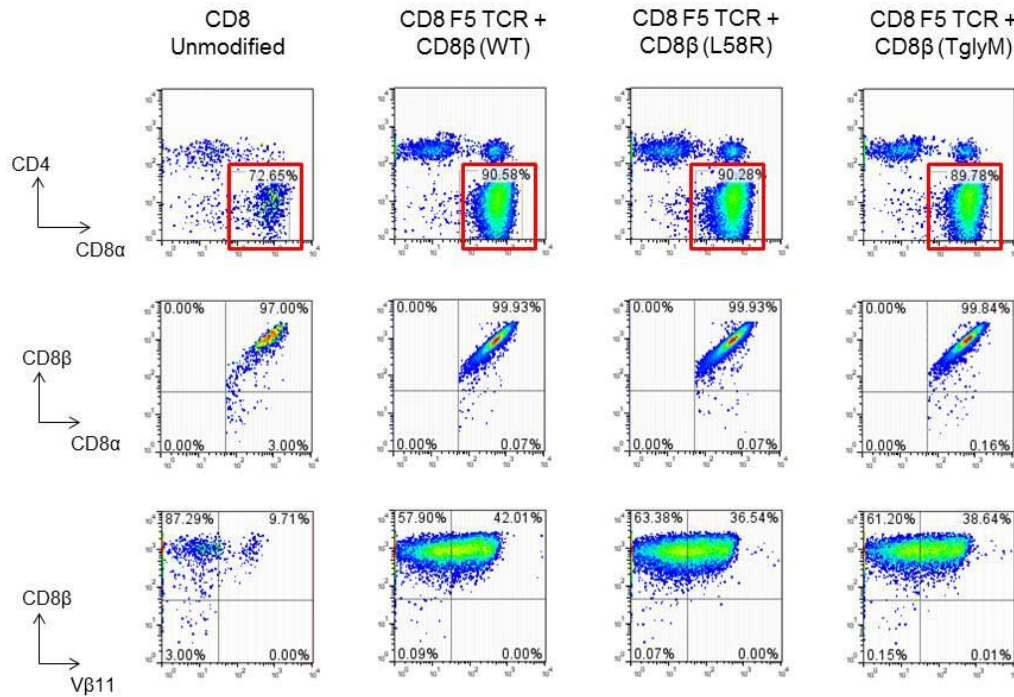 CD8
Unmodified
CD8 F5 TCR +
CD8β (WT)
CD8 F5 TCR +
CD8β (L58R)
CD8 F5 TCR +
CD8β (TglyM)
CD4
CD8α
72.65%
90.58%
90.28%
89.78%
CD8β
CD8α
0.00% 97.00%
0.00% 3.00%
0.00% 99.93%
0.00% 0.07%
0.00% 99.93%
0.00% 0.07%
0.00% 99.84%
0.00% 0.16%
CD8β
Vβ11
87.29% 9.71%
3.00% 0.00%
57.90% 42.01%
0.09% 0.00%
63.38% 36.54%
0.07% 0.00%
61.20% 38.64%
0.15% 0.01%